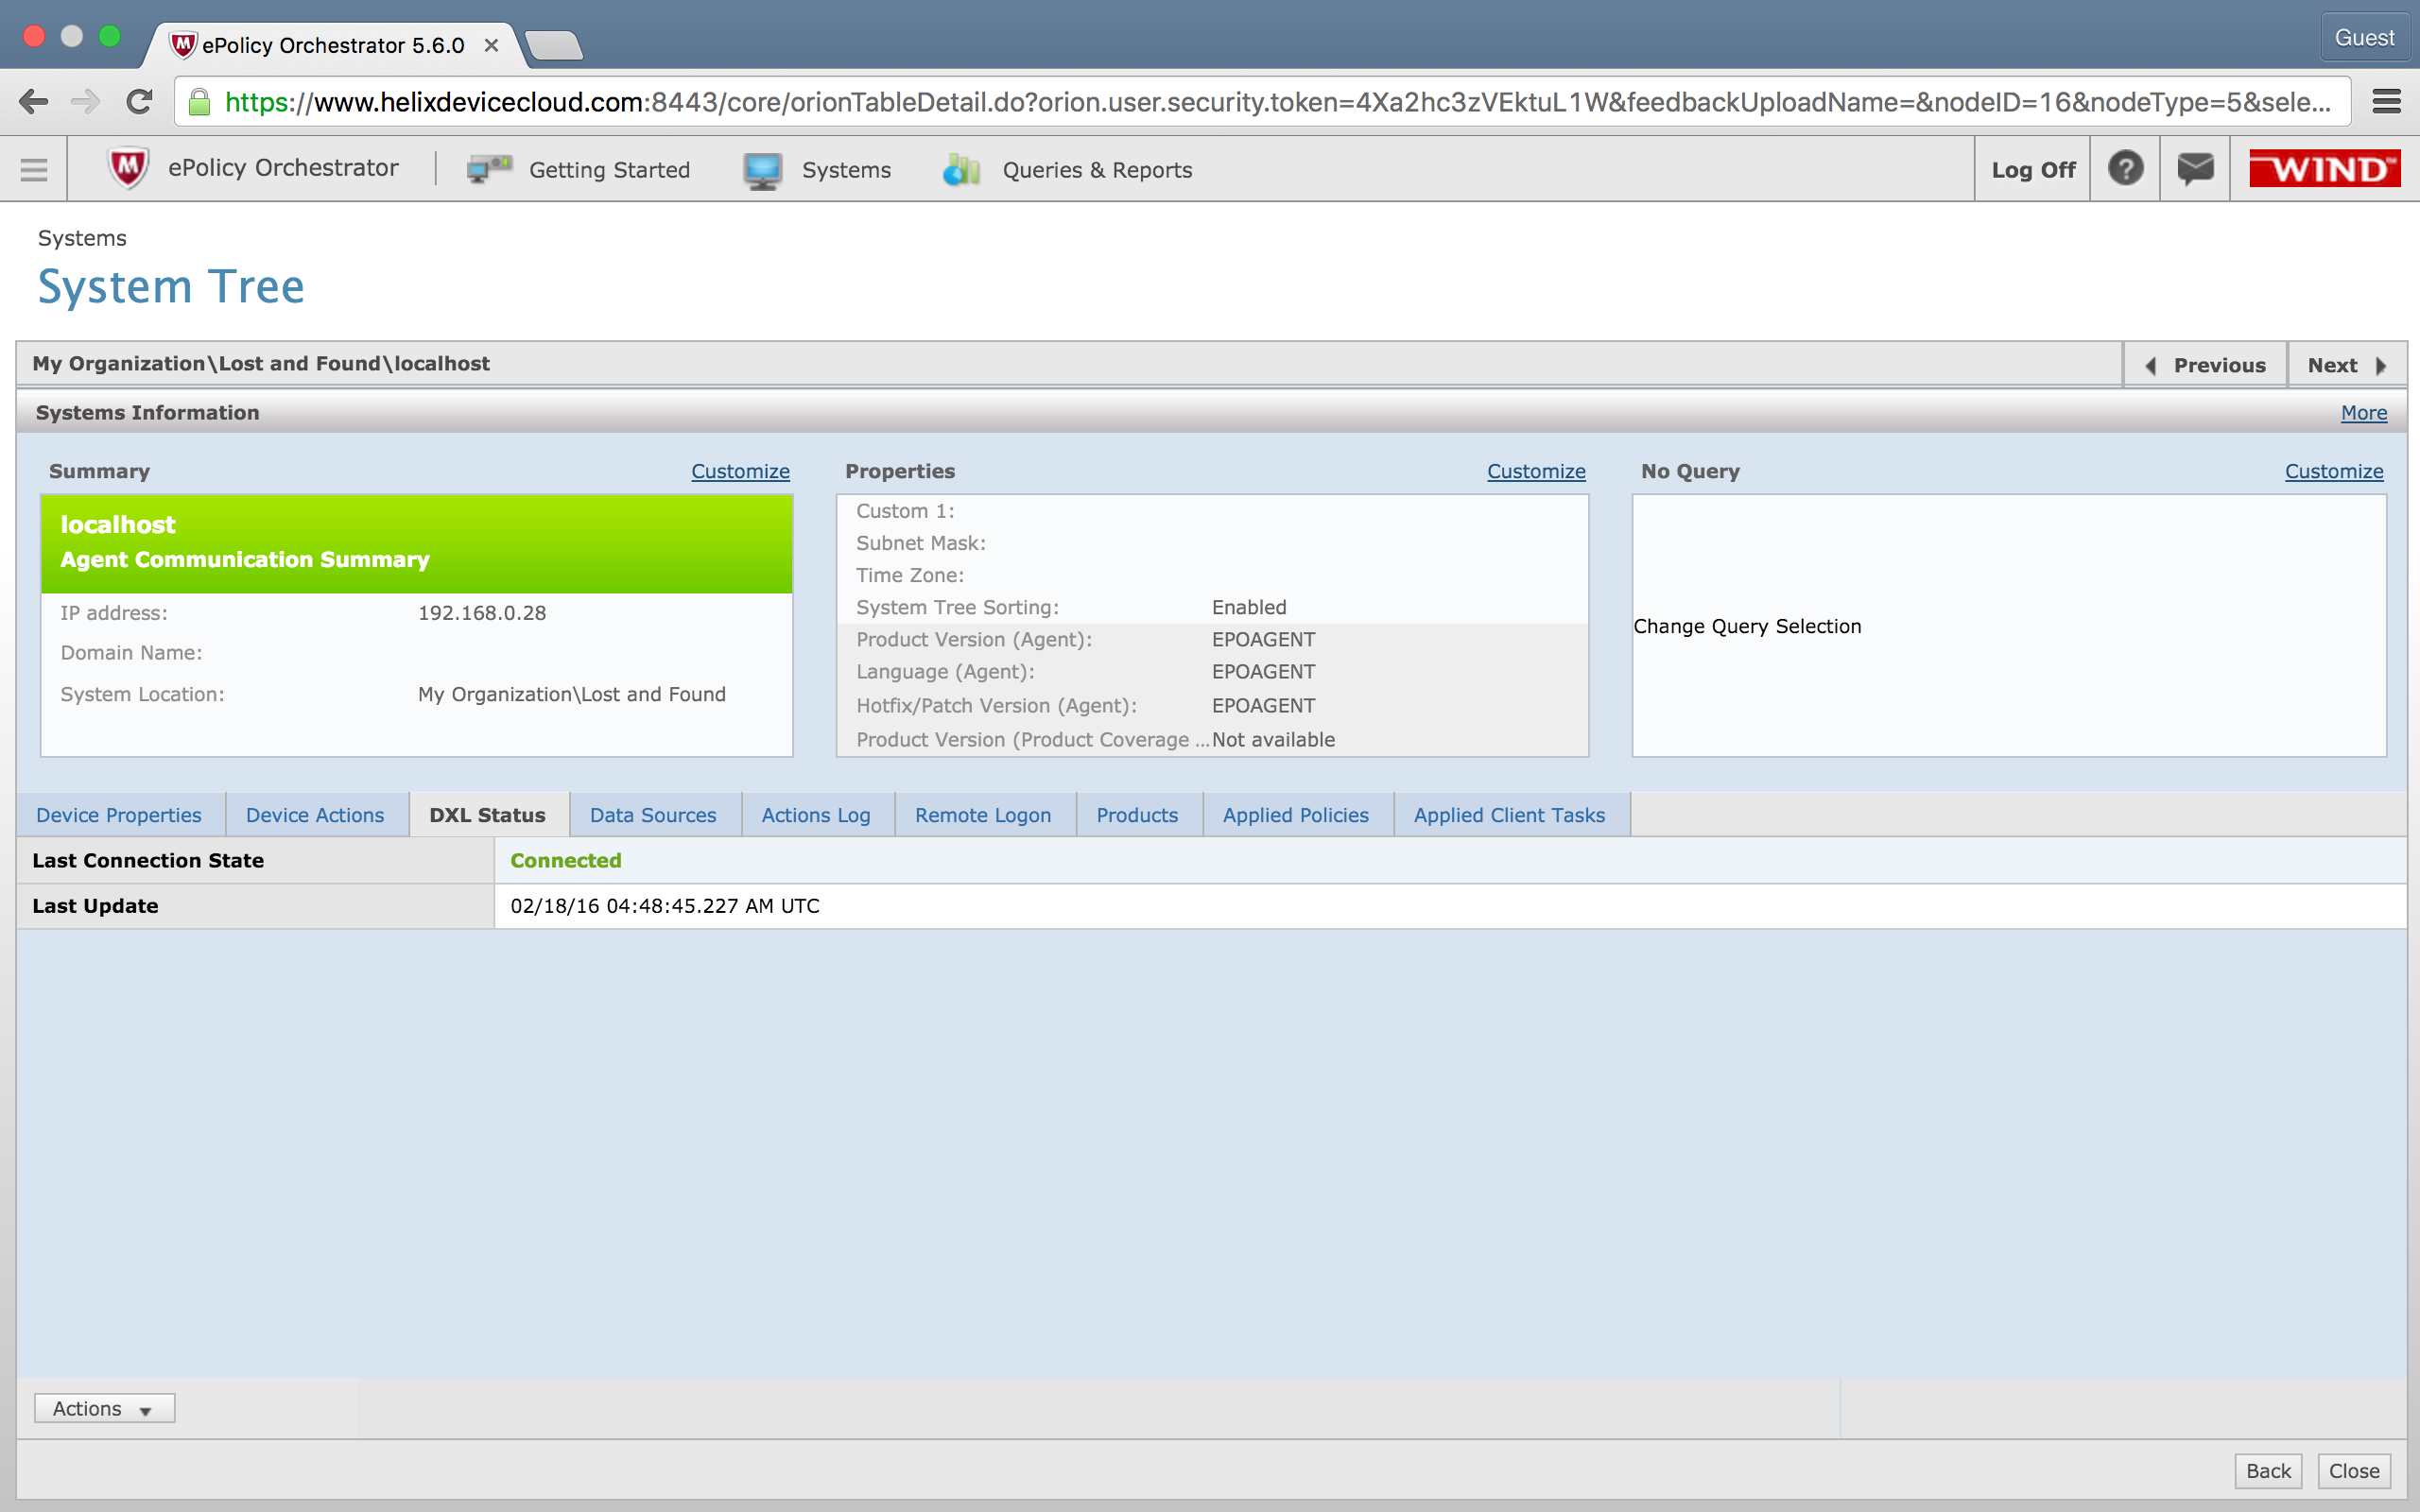 ePolicy Orchestrator 5.6.0
Guest
https://www.helixdevicecloud.com:8443/core/orionTableDetail.do?orion.user.security.token=4Xa2hc3zVEktuL1W&feedbackUploadName=&nodeID=16&nodeType=5&sele...
ePolicy Orchestrator
Getting Started
Systems
Queries & Reports
Log Off
WIND™
Systems
System Tree
My Organization\Lost and Found\localhost
Previous
Next
Systems Information
More
Summary
Customize
localhost
Agent Communication Summary
IP address: 192.168.0.28
Domain Name:
System Location: My Organization\Lost and Found
Properties
Customize
Custom 1:
Subnet Mask:
Time Zone:
System Tree Sorting: Enabled
Product Version (Agent): EPOAGENT
Language (Agent): EPOAGENT
Hotfix/Patch Version (Agent): EPOAGENT
Product Version (Product Coverage ... Not available
No Query
Customize
Change Query Selection
Device Properties
Device Actions
DXL Status
Data Sources
Actions Log
Remote Logon
Products
Applied Policies
Applied Client Tasks
Last Connection State Connected
Last Update 02/18/16 04:48:45.227 AM UTC
Actions
Back
Close